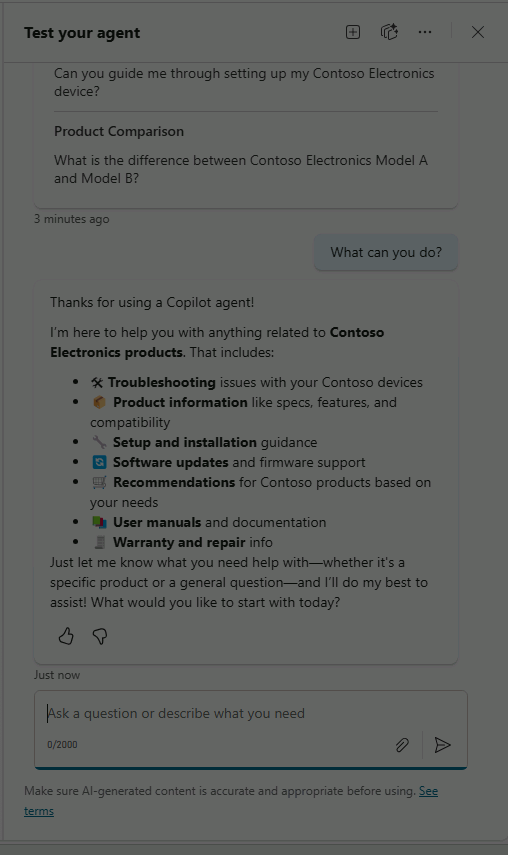 Test your agent
Can you guide me through setting up my Contoso Electronics
device?
Product Comparison
What is the difference between Contoso Electronics Model A
and Model B?
3 minutes ago
What can you do?
Thanks for using a Copilot agent!
I'm here to help you with anything related to Contoso
Electronics products. That includes:
• 🛠 Troubleshooting issues with your Contoso devices
• 📦 Product information like specs, features, and
compatibility
• 🔧 Setup and installation guidance
• 🔄 Software updates and firmware support
• 🛒 Recommendations for Contoso products based on
your needs
• 📚 User manuals and documentation
• 🧾 Warranty and repair info
Just let me know what you need help with—whether it's a
specific product or a general question—and I'll do my best to
assist! What would you like to start with today?
Just now
Ask a question or describe what you need
0/2000
Make sure AI-generated content is accurate and appropriate before using. See
terms